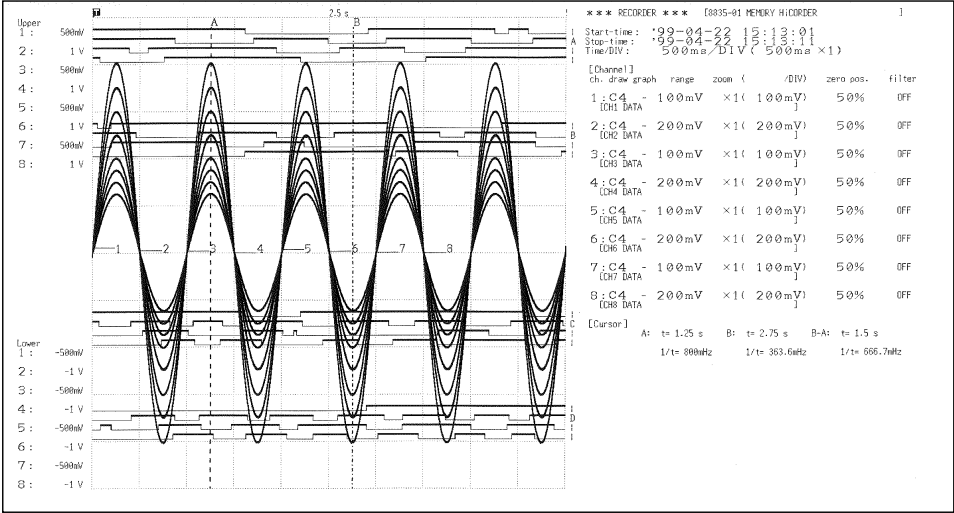 *** RECORDER *** [8835-01 MEMORY HiCORDER ]
Start-time: '99-04-22 15:13:01
Stop-time: '99-04-22 15:13:11
Time/DIV: 500ms/DIV( 500ms ×1)
[Channel]
ch. draw graph range zoom ( /DIV) zero pos. filter
1:C4 - 100mV ×1( 100mV) 50% OFF
[CH1 DATA ]
2:C4 - 200mV ×1( 200mV) 50% OFF
[CH2 DATA ]
3:C4 - 100mV ×1( 100mV) 50% OFF
[CH3 DATA ]
4:C4 - 200mV ×1( 200mV) 50% OFF
[CH4 DATA ]
5:C4 - 100mV ×1( 100mV) 50% OFF
[CH5 DATA ]
6:C4 - 200mV ×1( 200mV) 50% OFF
[CH6 DATA ]
7:C4 - 100mV ×1( 100mV) 50% OFF
[CH7 DATA ]
8:C4 - 200mV ×1( 200mV) 50% OFF
[CH8 DATA ]
[Cursor]
A: t= 1.25 s B: t= 2.75 s B-A: t= 1.5 s
1/t= 800mHz 1/t= 363.6mHz 1/t= 666.7mHz
2.5 s
A B
Upper
1: 500mV
2: 1 V
3: 500mV
4: 1 V
5: 500mV
6: 1 V
7: 500mV
8: 1 V
A
B
1 2 3 4 5 6 7 8
C
D
Lower
1: -500mV
2: -1 V
3: -500mV
4: -1 V
5: -500mV
6: -1 V
7: -500mV
8: -1 V